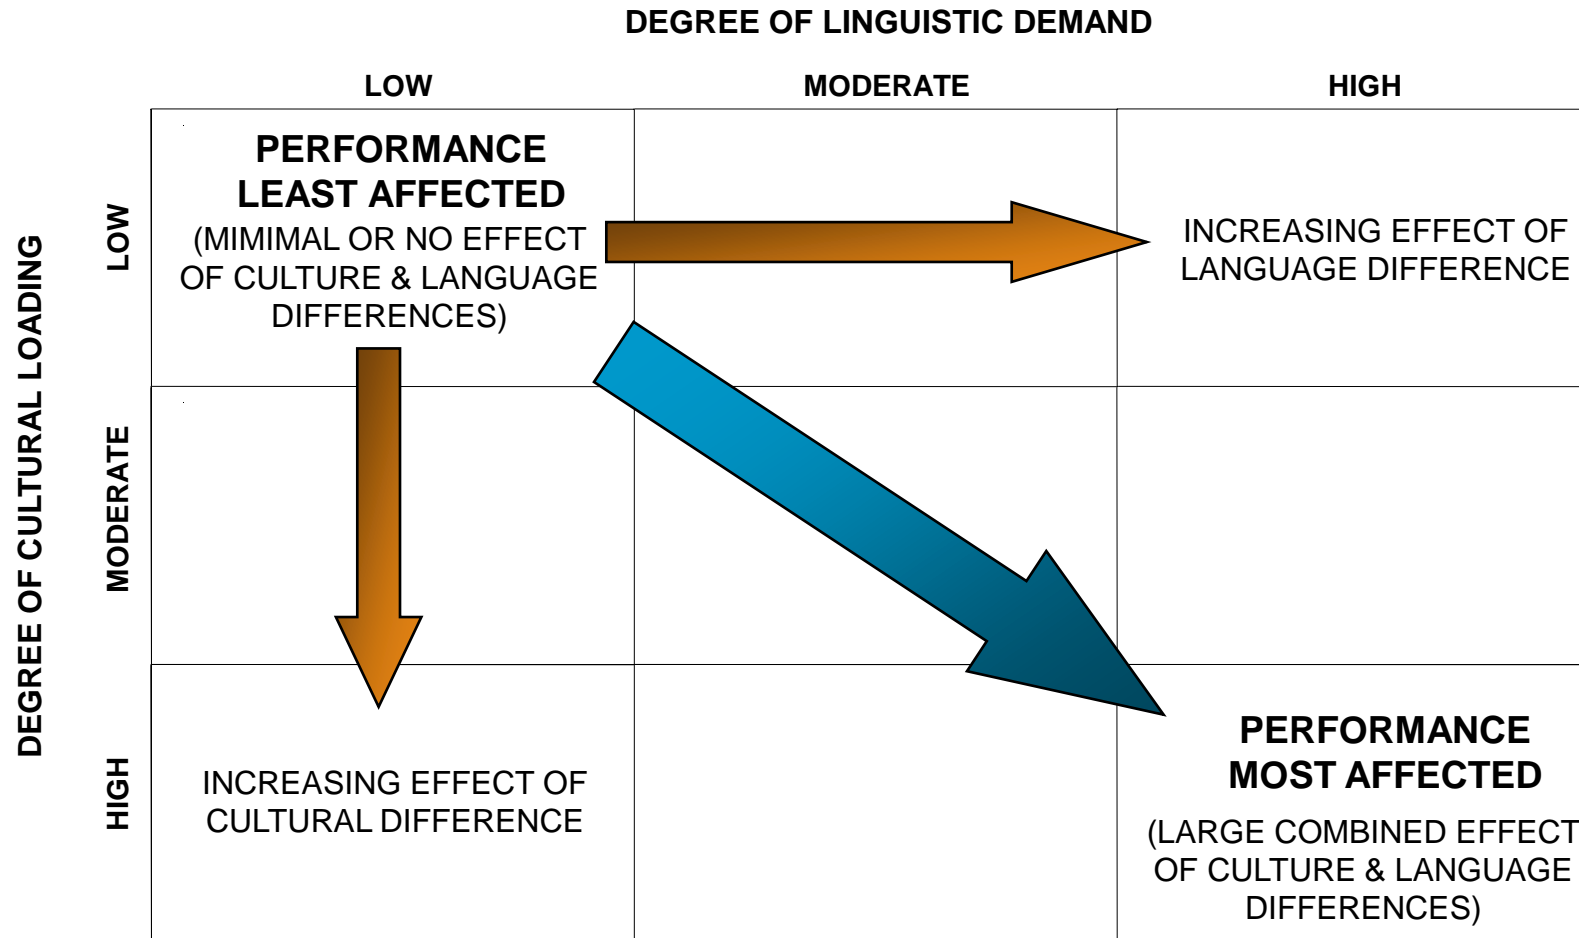 DEGREE OF LINGUISTIC DEMAND
LOW
MODERATE
HIGH
DEGREE OF CULTURAL LOADING
LOW
PERFORMANCE
LEAST AFFECTED
(MIMIMAL OR NO EFFECT
OF CULTURE & LANGUAGE
DIFFERENCES)
INCREASING EFFECT OF
LANGUAGE DIFFERENCE
MODERATE
HIGH
INCREASING EFFECT OF
CULTURAL DIFFERENCE
PERFORMANCE
MOST AFFECTED
(LARGE COMBINED EFFECT
OF CULTURE & LANGUAGE
DIFFERENCES)